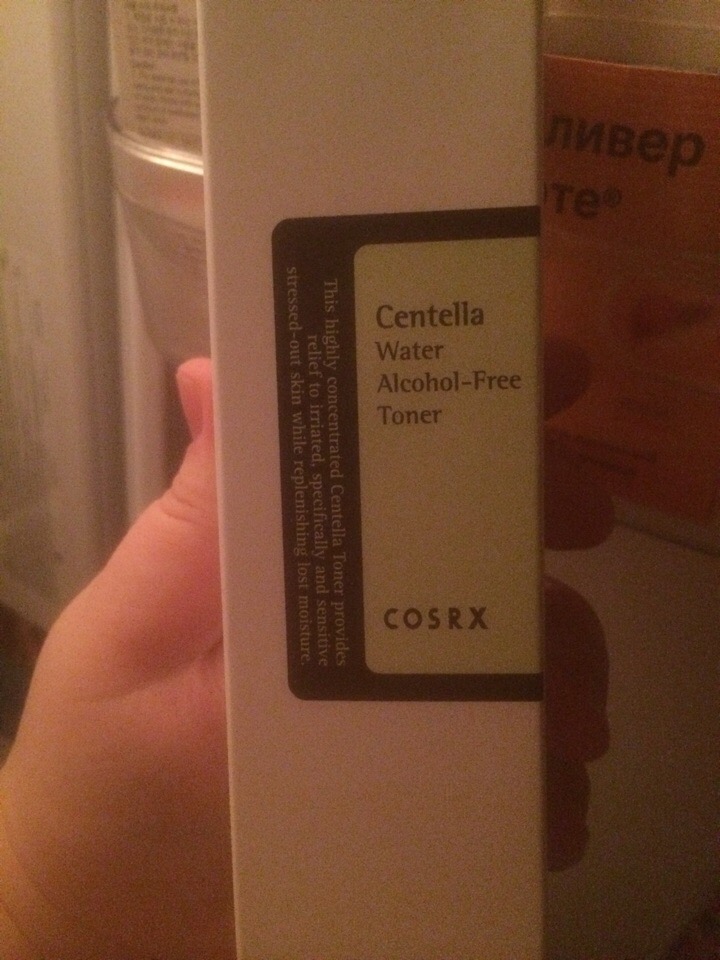 Centella
Water
Alcohol-Free
Toner
COSRX
This highly concentrated Centella Toner provides
relief to irriated, specifically and sensitive
stressed-out skin while replenishing lost moisture.
ливер
те®